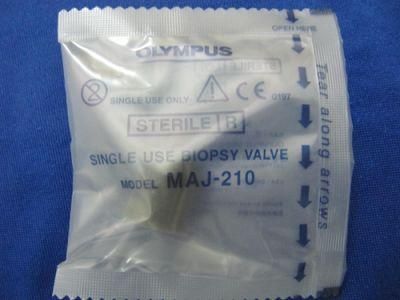 OPEN HERE
OLYMPUS
SINGLE USE ONLY
CE 0197
STERILE R
SINGLE USE BIOPSY VALVE
MODEL MAJ-210
Tear along arrows